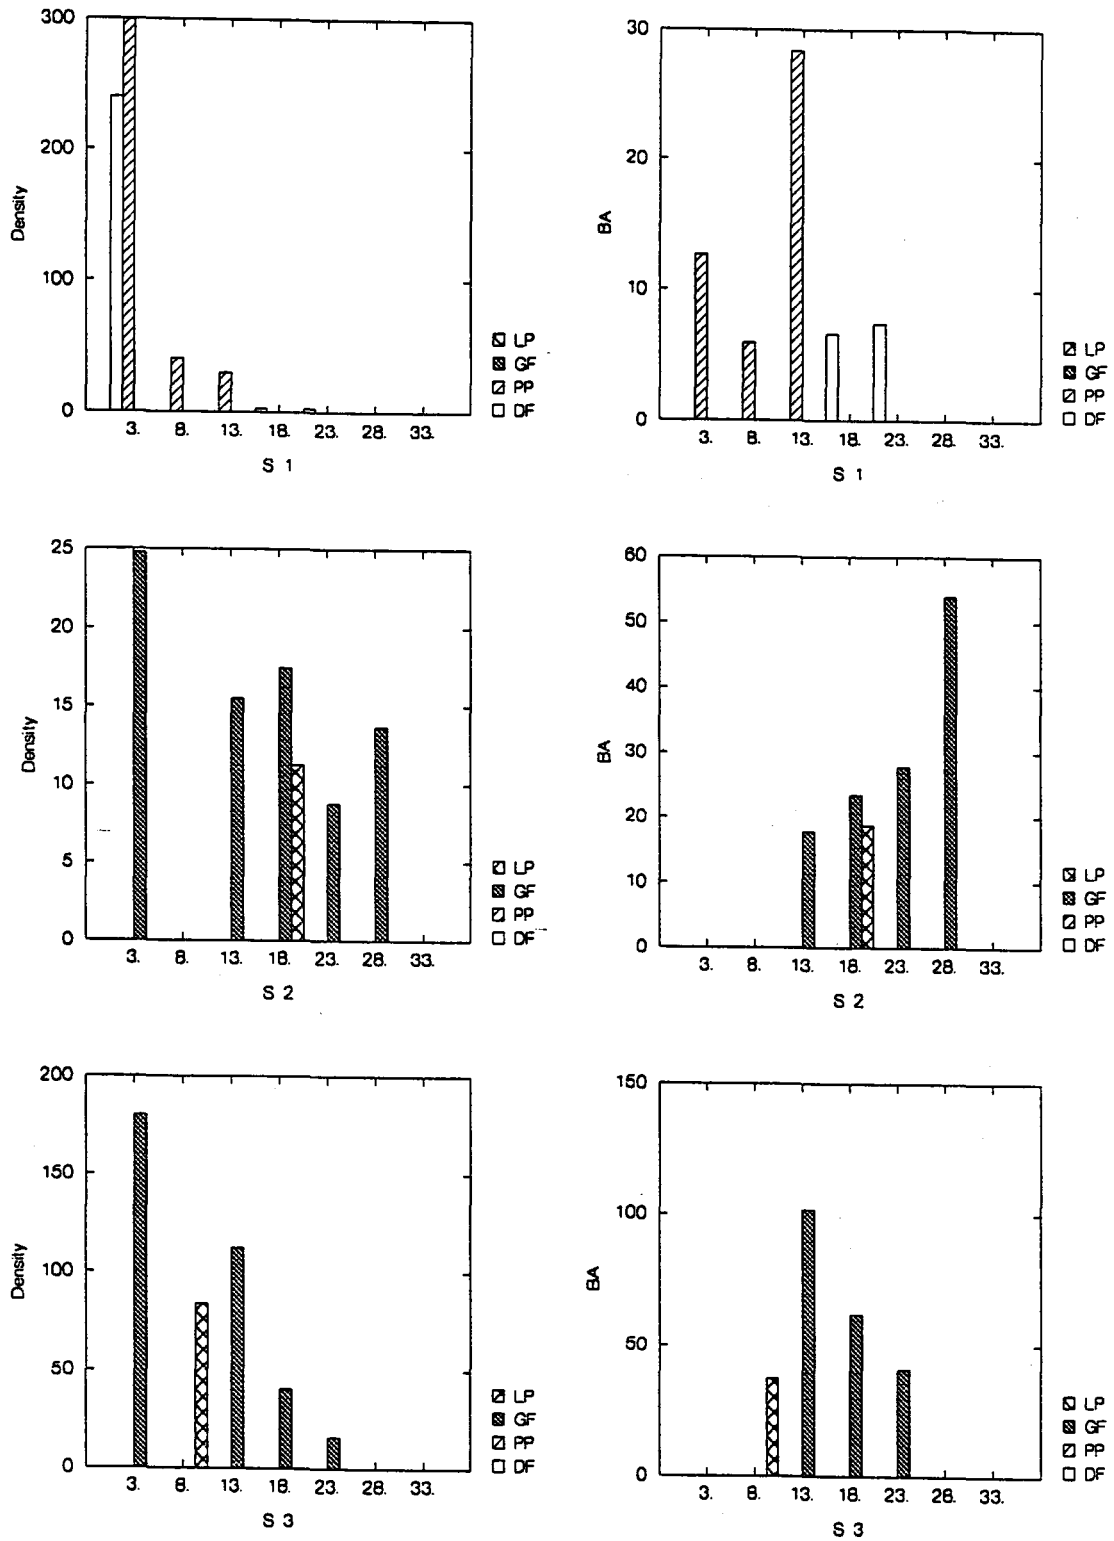 300
200
100
0
Density
3. 8. 13. 18. 23. 28. 33.
S 1
LP
GF
PP
DF
30
20
10
0
BA
3. 8. 13. 18. 23. 28. 33.
S 1
LP
GF
PP
DF
25
20
15
10
5
0
Density
3. 8. 13. 18. 23. 28. 33.
S 2
LP
GF
PP
DF
60
50
40
30
20
10
0
BA
3. 8. 13. 18. 23. 28. 33.
S 2
LP
GF
PP
DF
200
150
100
50
0
Density
3. 8. 13. 18. 23. 28. 33.
S 3
LP
GF
PP
DF
150
100
50
0
BA
3. 8. 13. 18. 23. 28. 33.
S 3
LP
GF
PP
DF